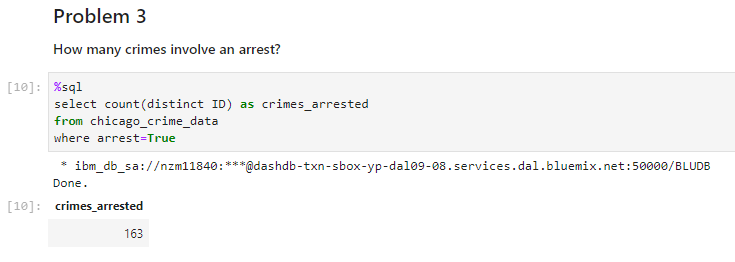 Problem 3
How many crimes involve an arrest?
[10]: %sql
select count(distinct ID) as crimes_arrested
from chicago_crime_data
where arrest=True
* ibm_db_sa://nzm11840:***@dashdb-txn-sbox-yp-dal09-08.services.dal.bluemix.net:50000/BLUDB
Done.
[10]: crimes_arrested
163